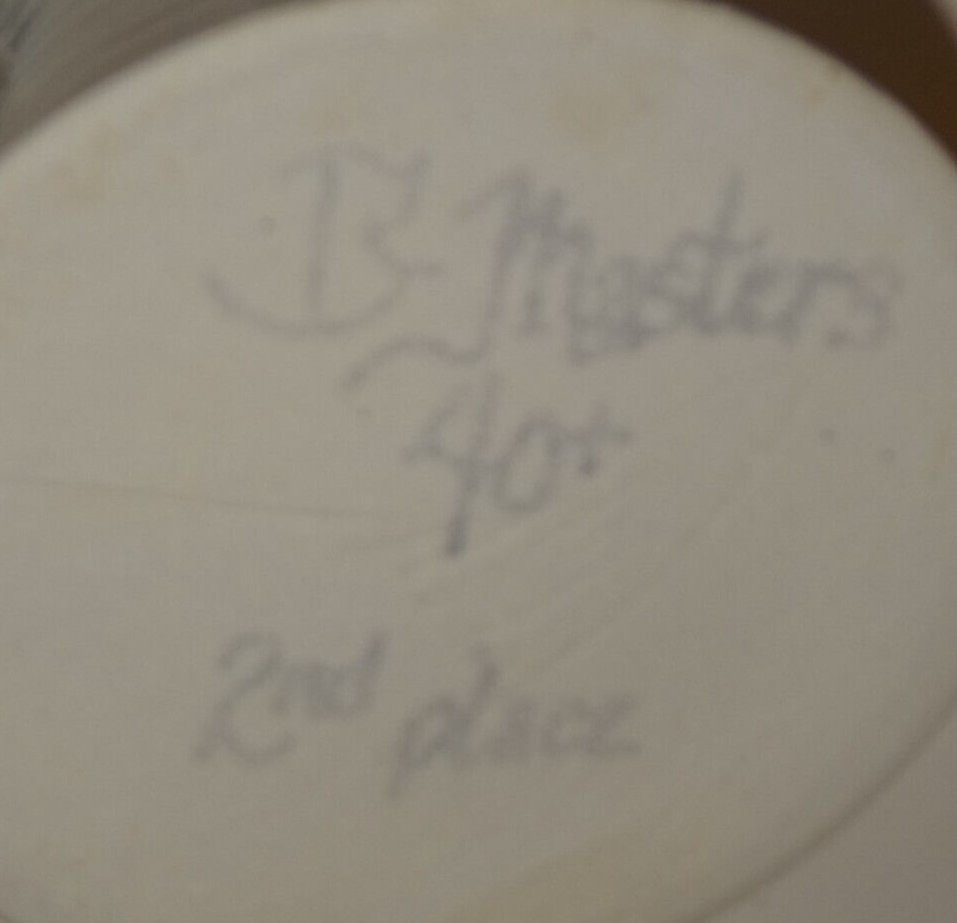 Masters
40+
2nd place